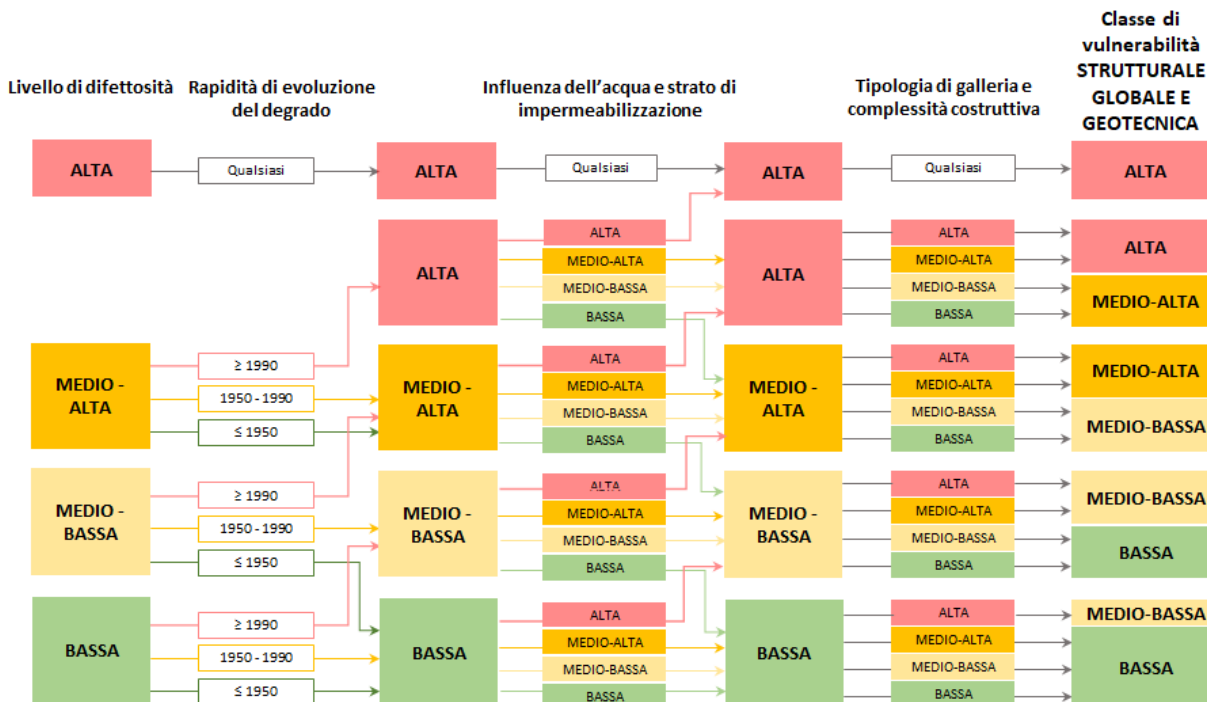 Livello di difettosità
Rapidità di evoluzione
del degrado
Influenza dell'acqua e strato di
impermeabilizzazione
Tipologia di galleria e
complessità costruttiva
Classe di
vulnerabilità
STRUTTURALE
GLOBALE E
GEOTECNICA
ALTA
Qualsiasi
ALTA
Qualsiasi
ALTA
Qualsiasi
ALTA
ALTA
ALTA
MEDIO-ALTA
MEDIO-BASSA
BASSA
ALTA
ALTA
MEDIO-ALTA
MEDIO-BASSA
BASSA
ALTA
MEDIO-ALTA
MEDIO -
ALTA
≥ 1990
1950 - 1990
≤ 1950
MEDIO -
ALTA
ALTA
MEDIO-ALTA
MEDIO-BASSA
BASSA
MEDIO -
ALTA
ALTA
MEDIO-ALTA
MEDIO-BASSA
BASSA
MEDIO-ALTA
MEDIO-BASSA
MEDIO -
BASSA
≥ 1990
1950 - 1990
≤ 1950
MEDIO -
BASSA
ALTA
MEDIO-ALTA
MEDIO-BASSA
BASSA
MEDIO -
BASSA
ALTA
MEDIO-ALTA
MEDIO-BASSA
BASSA
MEDIO-BASSA
BASSA
BASSA
≥ 1990
1950 - 1990
≤ 1950
BASSA
ALTA
MEDIO-ALTA
MEDIO-BASSA
BASSA
BASSA
ALTA
MEDIO-ALTA
MEDIO-BASSA
BASSA
MEDIO-BASSA
BASSA